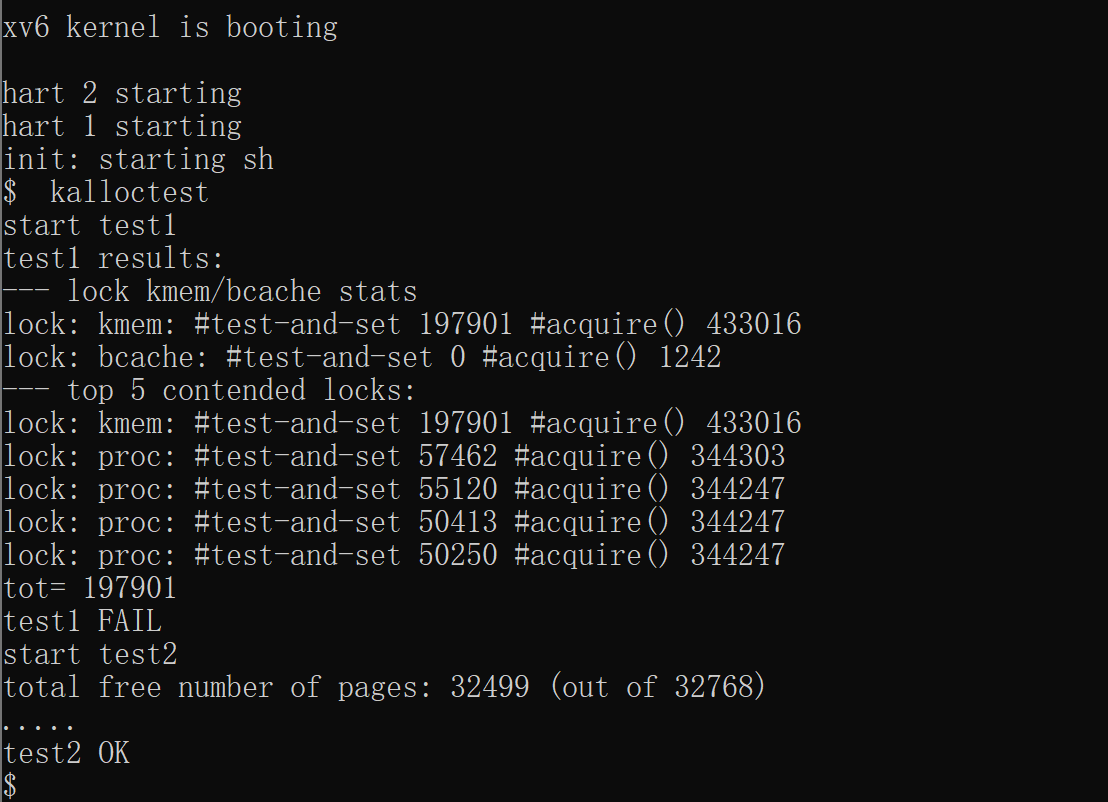 xv6 kernel is booting

hart 2 starting
hart 1 starting
init: starting sh
$  kalloctest
start test1
test1 results:
--- lock kmem/bcache stats
lock: kmem: #test-and-set 197901 #acquire() 433016
lock: bcache: #test-and-set 0 #acquire() 1242
--- top 5 contended locks:
lock: kmem: #test-and-set 197901 #acquire() 433016
lock: proc: #test-and-set 57462 #acquire() 344303
lock: proc: #test-and-set 55120 #acquire() 344247
lock: proc: #test-and-set 50413 #acquire() 344247
lock: proc: #test-and-set 50250 #acquire() 344247
tot= 197901
test1 FAIL
start test2
total free number of pages: 32499 (out of 32768)
.....
test2 OK
$